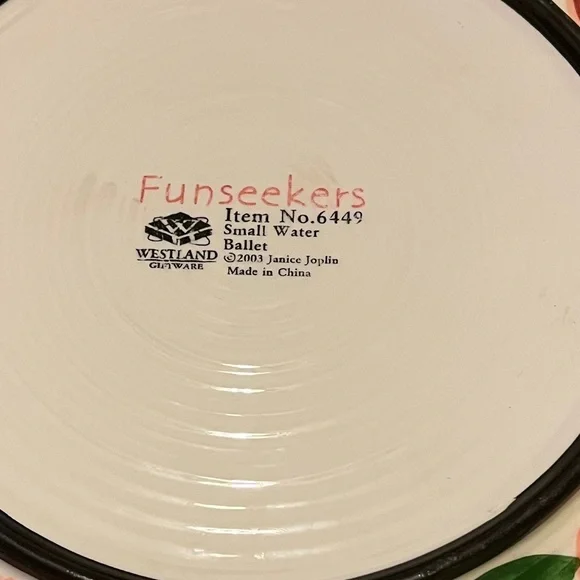 Funseekers
Item No.6449
Small Water
Ballet
WESTLAND
GIFTWARE
©2003 Janice Joplin
Made in China